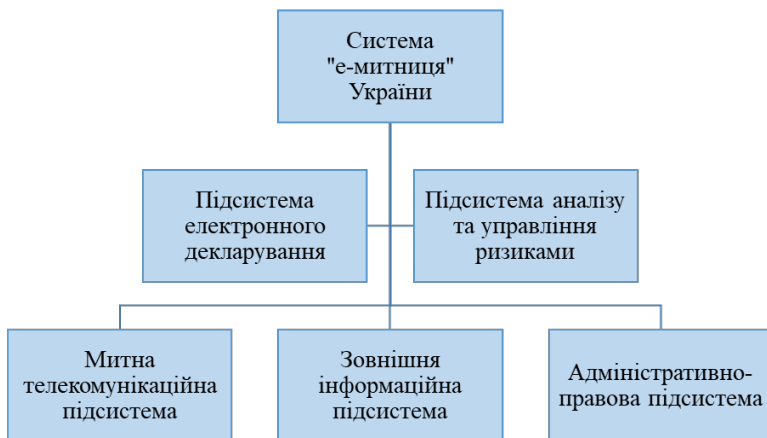 Система
"е-митниця"
України
Підсистема
електронного
декларування
Підсистема аналізу
та управління
ризиками
Митна
телекомунікаційна
підсистема
Зовнішня
інформаційна
підсистема
Адміністративно-
правова підсистема